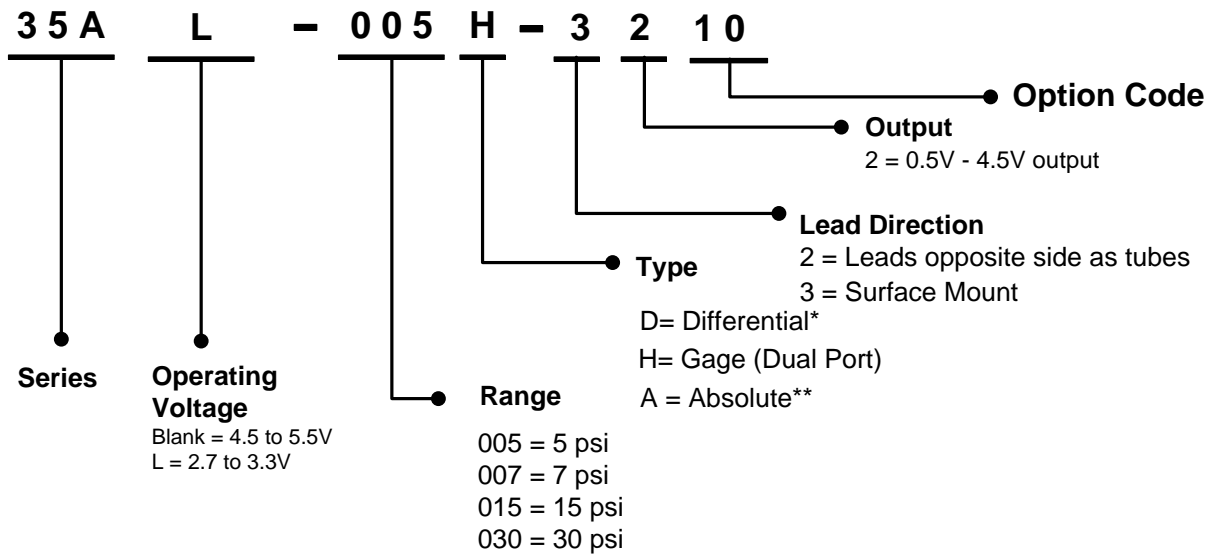 35A L - 005 H - 3 2 10
Option Code
Output
2 = 0.5V - 4.5V output
Lead Direction
2 = Leads opposite side as tubes
3 = Surface Mount
Type
D= Differential*
H= Gage (Dual Port)
A = Absolute**
Series
Operating
Voltage
Blank = 4.5 to 5.5V
L = 2.7 to 3.3V
Range
005 = 5 psi
007 = 7 psi
015 = 15 psi
030 = 30 psi